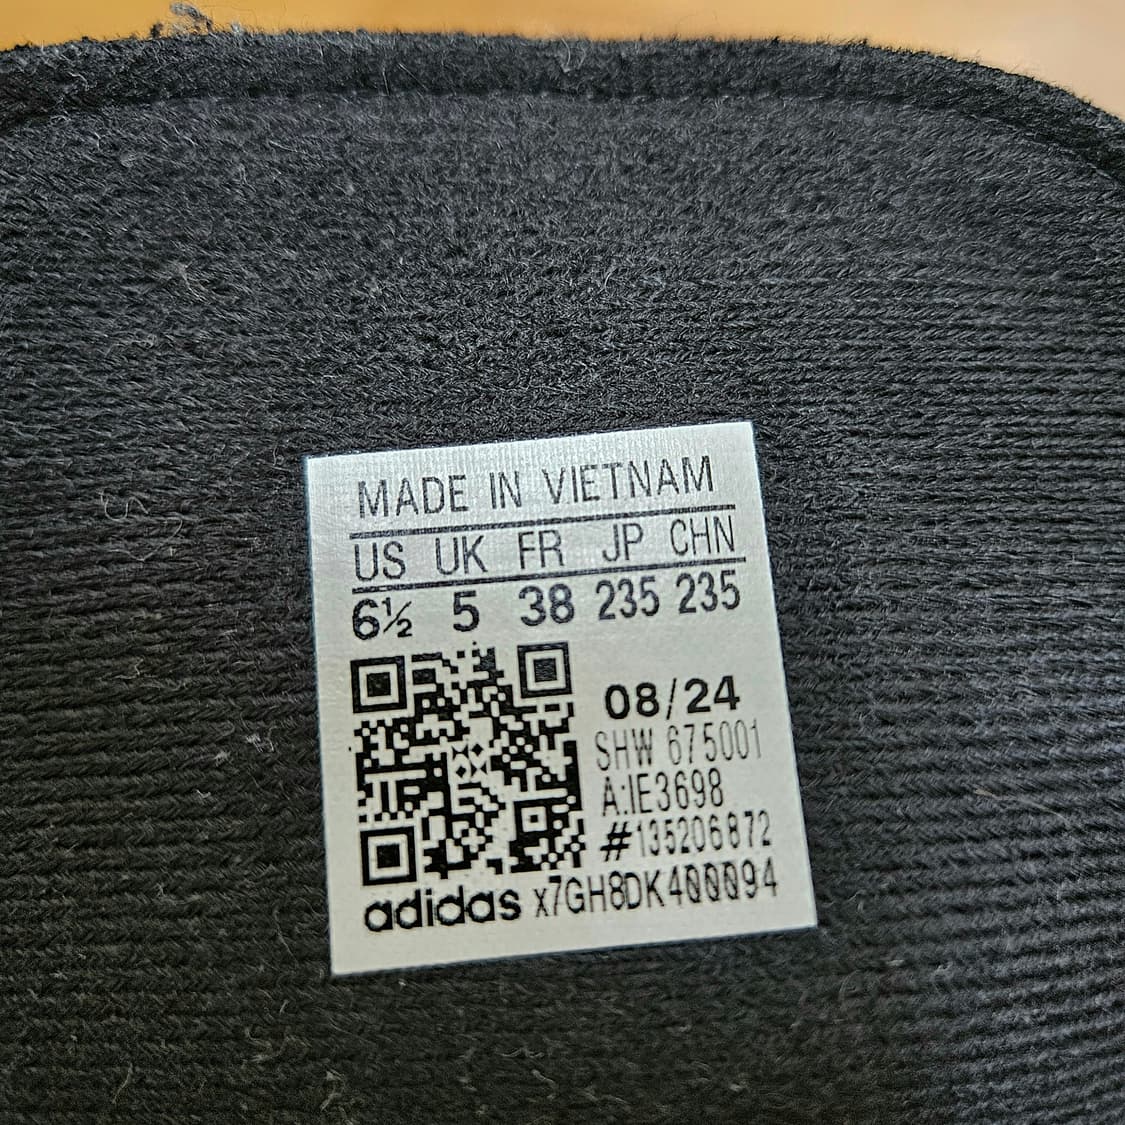 MADE IN VIETNAM
US UK FR JP CHN
6½ 5 38 235 235
08/24
SHW 675001
A:IE3698
#135206872
adidas x7GH8DK400094